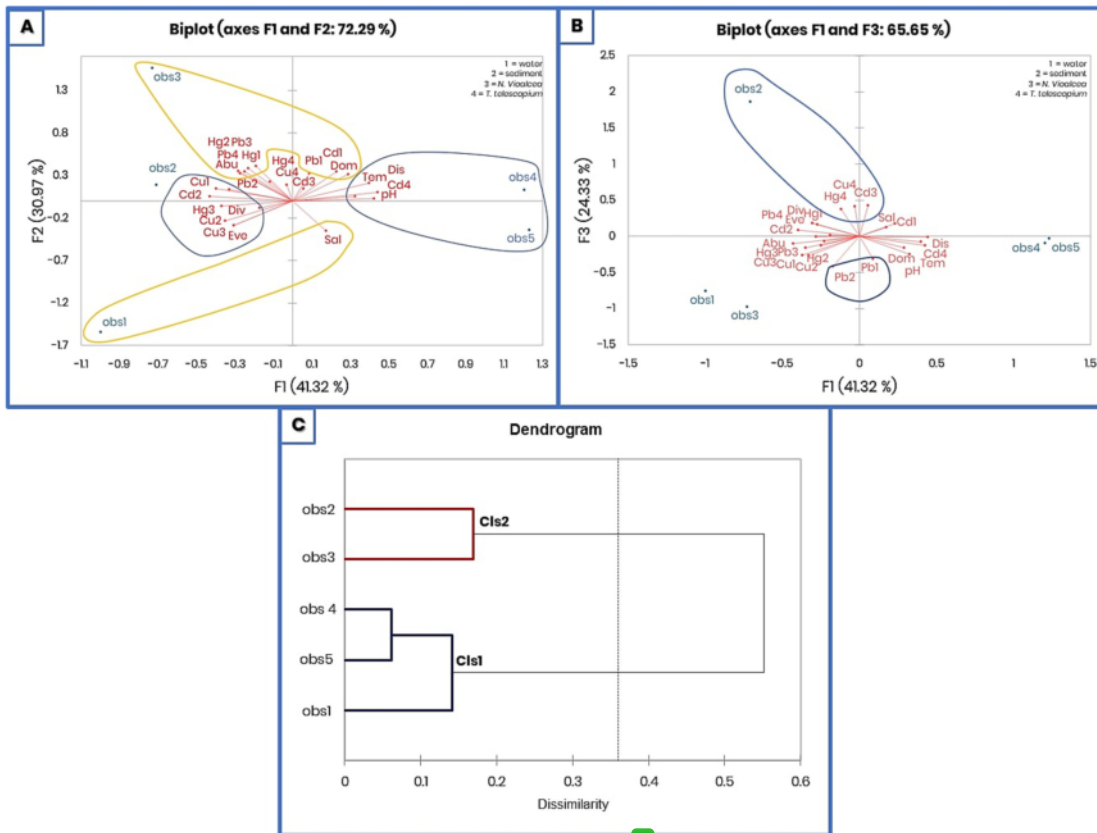 A
Biplot (axes F1 and F2: 72.29 %)
1 = water
2 = sediment
3 = N. Vioalcea
4 = T. teloscopium
obs3
Hg2 Pb3
Pb4 Hg1
Abu
Hg4
Cu4
Pb1
Cd1
Dom
Dis
Tem
Cd4
pH
obs2
Cu1
Pb2
Cd3
Cd2
Hg3
Div
Cu2
Cu3
Eve
Sal
obs4
obs5
obs1
1.3
0.8
0.3
-0.2
-0.7
-1.2
-1.7
F2 (30.97 %)
-1.1
-0.9
-0.7
-0.5
-0.3
-0.1
0.1
0.3
0.5
0.7
0.9
1.1
1.3
F1 (41.32 %)
B
Biplot (axes F1 and F3: 65.65 %)
1 = water
2 = sediment
3 = N. Vioalcea
4 = T. teloscopium
obs2
Cu4
Cd3
Hg4
Div
Pb4
Eve
Hg1
Sal
Cd1
Cd2
Abu
Hg3
Pb3
Cu3
Cu1
Cu2
Hg2
Pb2
Pb1
Dom
Dis
Cd4
Tem
pH
obs4
obs5
obs1
obs3
2.5
2
1.5
1
0.5
0
-0.5
-1
-1.5
F3 (24.33 %)
-1.5
-1
-0.5
0
0.5
1
1.5
F1 (41.32 %)
C
Dendrogram
obs2
Cls2
obs3
obs 4
obs5
Cls1
obs1
0
0.1
0.2
0.3
0.4
0.5
0.6
Dissimilarity